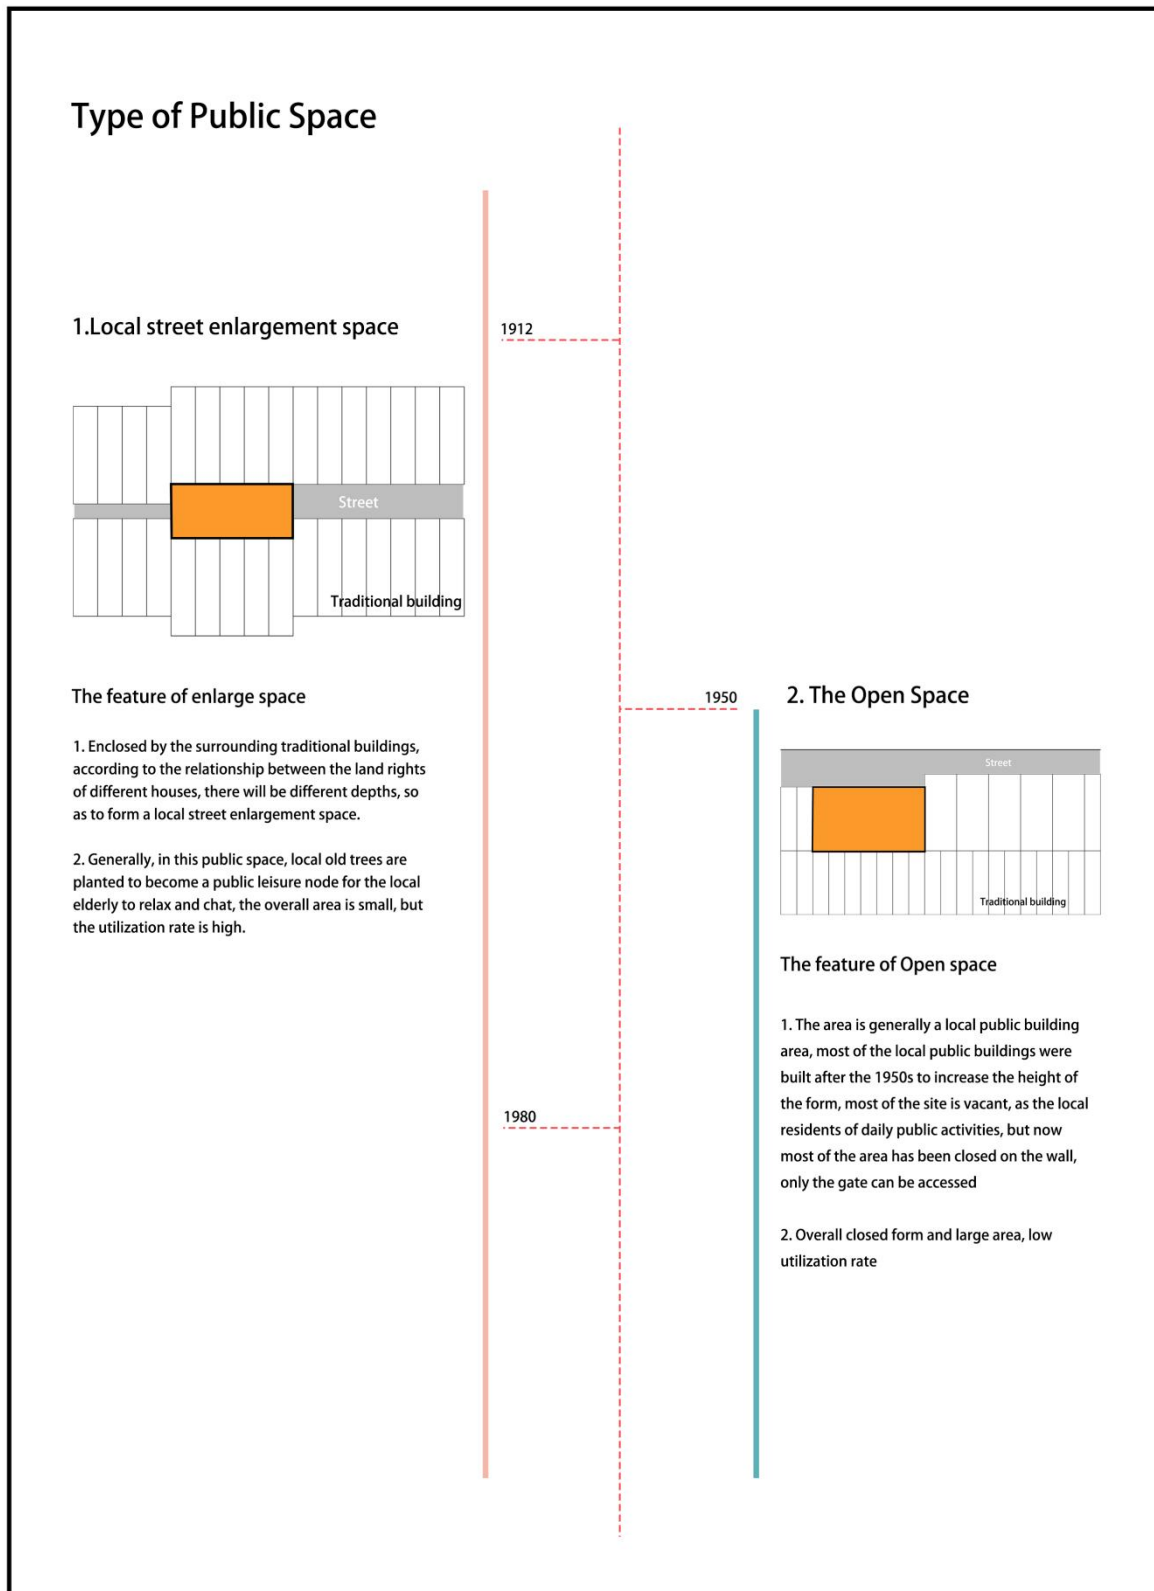 Type of Public Space
1.Local street enlargement space
1912
Street
Traditional building
The feature of enlarge space
1. Enclosed by the surrounding traditional buildings,
according to the relationship between the land rights
of different houses, there will be different depths, so
as to form a local street enlargement space.
2. Generally, in this public space, local old trees are
planted to become a public leisure node for the local
elderly to relax and chat, the overall area is small, but
the utilization rate is high.
1950
2. The Open Space
Street
Traditional building
The feature of Open space
1. The area is generally a local public building
area, most of the local public buildings were
built after the 1950s to increase the height of
the form, most of the site is vacant, as the local
residents of daily public activities, but now
most of the area has been closed on the wall,
only the gate can be accessed
2. Overall closed form and large area, low
utilization rate
1980